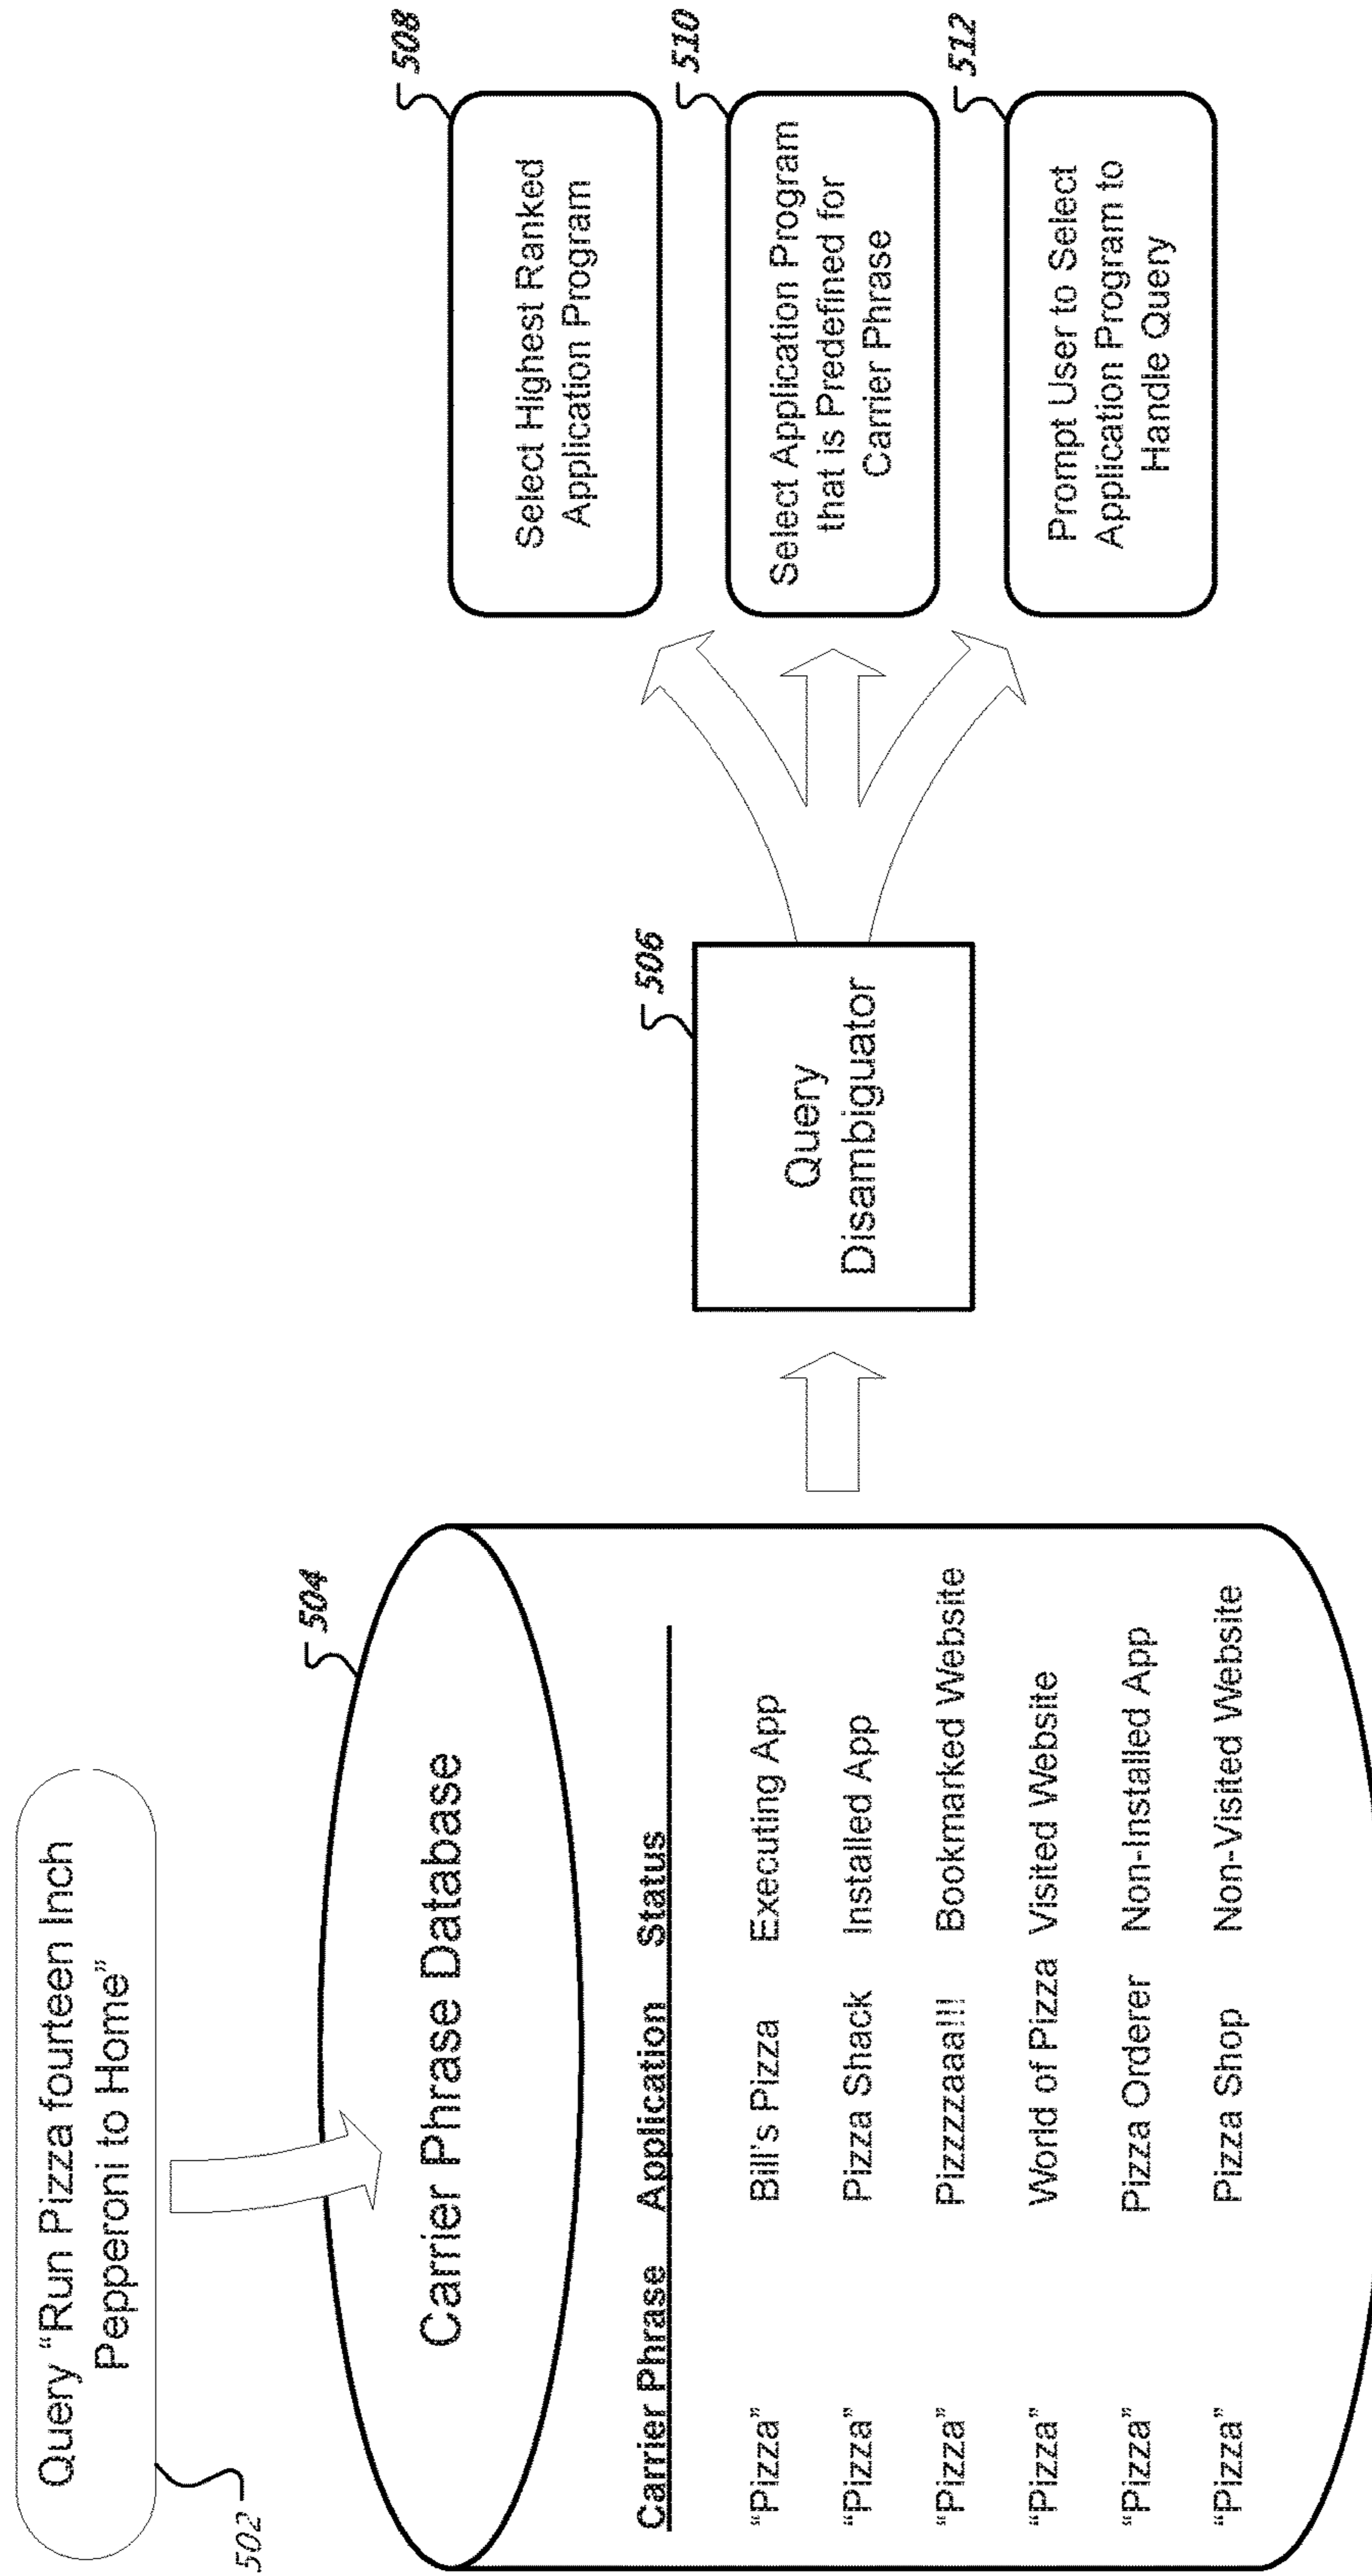 Query “Run Pizza fourteen Inch
Pepperoni to Home”
502
504
Carrier Phrase Database
Carrier Phrase Application Status
“Pizza” Bill's Pizza Executing App
“Pizza” Pizza Shack Installed App
“Pizza” Pizzzzaaa!!! Bookmarked Website
“Pizza” World of Pizza Visited Website
“Pizza” Pizza Orderer Non-Installed App
“Pizza” Pizza Shop Non-Visited Website
506
Query
Disambiguator
508
Select Highest Ranked
Application Program
510
Select Application Program
that is Predefined for
Carrier Phrase
512
Prompt User to Select
Application Program to
Handle Query